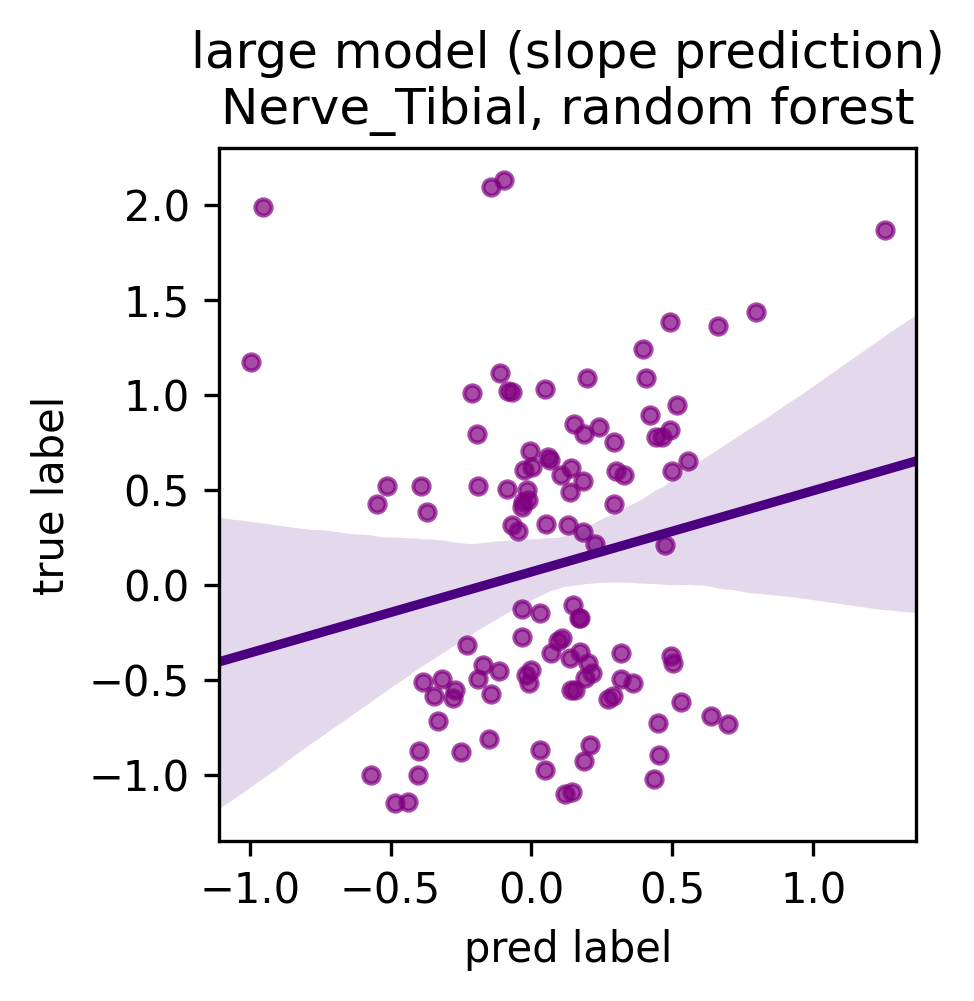 large model (slope prediction)
Nerve_Tibial, random forest
2.0
1.5
1.0
0.5
0.0
−0.5
−1.0
true label
−1.0 −0.5 0.0 0.5 1.0
pred label